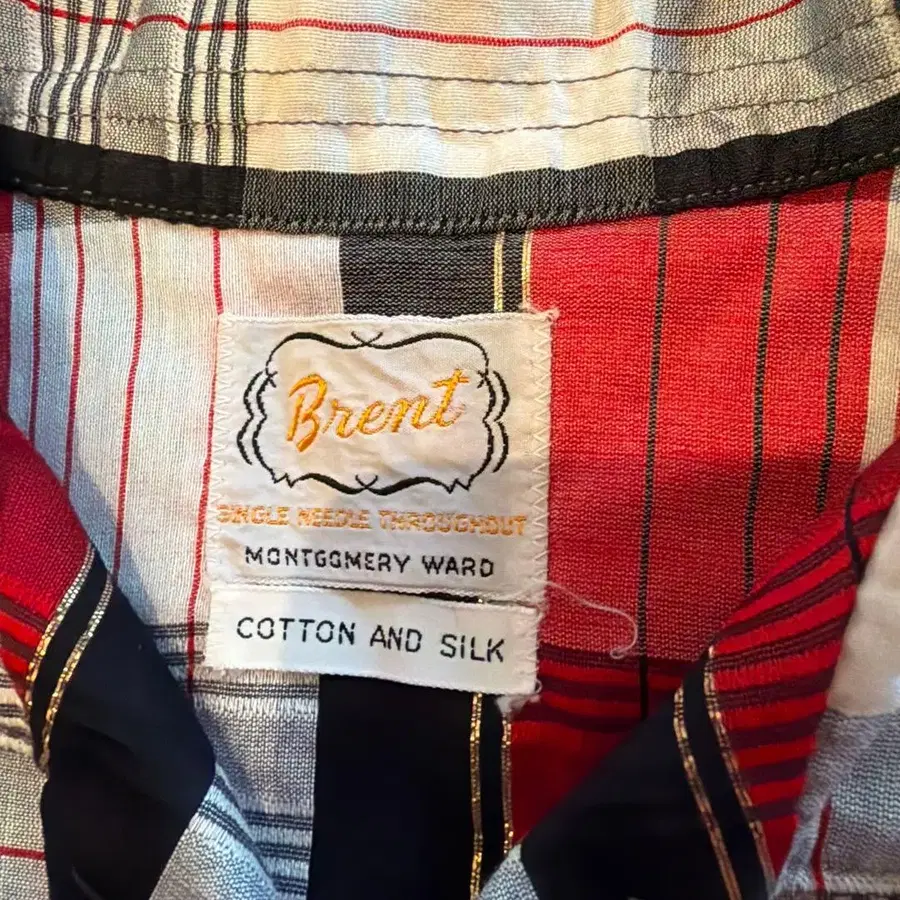 Brent
SINGLE NEEDLE THROUGHOUT
MONTGOMERY WARD
COTTON AND SILK